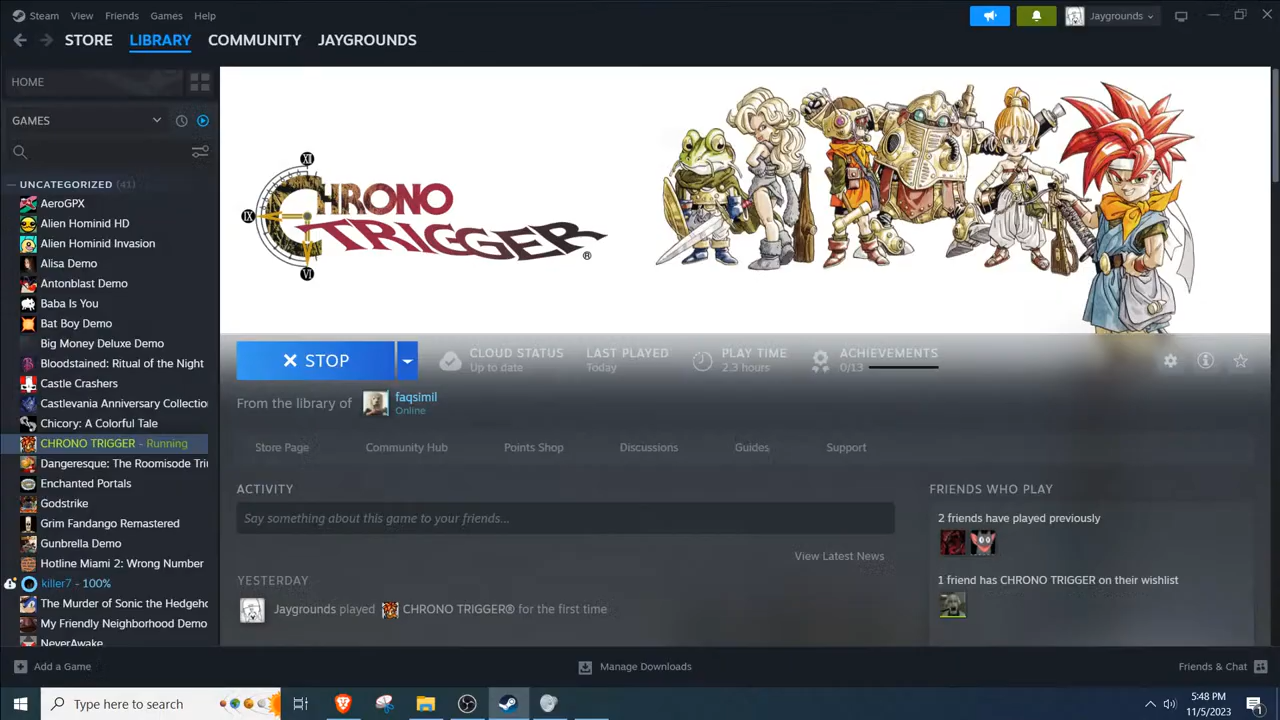 Steam View Friends Games Help
Jaygrounds
STORE LIBRARY COMMUNITY JAYGROUNDS
HOME
GAMES
UNCATEGORIZED (41)
AeroGPX
Alien Hominid HD
Alien Hominid Invasion
Alisa Demo
Antonblast Demo
Baba Is You
Bat Boy Demo
Big Money Deluxe Demo
Bloodstained: Ritual of the Night
Castle Crashers
Castlevania Anniversary Collectio
Chicory: A Colorful Tale
CHRONO TRIGGER - Running
Dangeresque: The Roomisode Tri
Enchanted Portals
Godstrike
Grim Fandango Remastered
Gunbrella Demo
Hotline Miami 2: Wrong Number
killer7 - 100%
The Murder of Sonic the Hedgeho
My Friendly Neighborhood Demo
NeverAwake
XI
IX
VI
CHRONO
TRIGGER®
STOP
CLOUD STATUS
Up to date
LAST PLAYED
Today
PLAY TIME
2.3 hours
ACHIEVEMENTS
0/13
From the library of
faqsimil
Online
Store Page Community Hub Points Shop Discussions Guides Support
ACTIVITY
Say something about this game to your friends...
View Latest News
YESTERDAY
Jaygrounds played CHRONO TRIGGER® for the first time
FRIENDS WHO PLAY
2 friends have played previously
1 friend has CHRONO TRIGGER on their wishlist
Add a Game
Manage Downloads
Friends & Chat
Type here to search
5:48 PM
11/5/2023
1